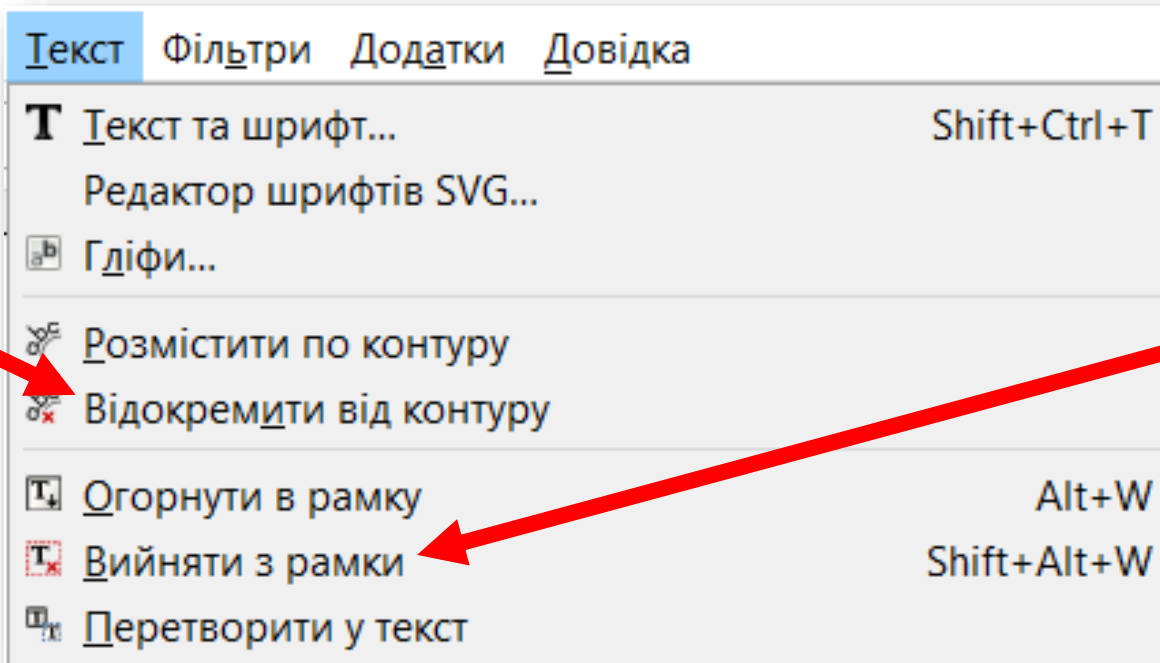 Текст Фільтри Додатки Довідка
Текст та шрифт... Shift+Ctrl+T
Редактор шрифтів SVG...
Гліфи...
Розмістити по контуру
Відокремити від контуру
Огорнути в рамку Alt+W
Вийняти з рамки Shift+Alt+W
Перетворити у текст